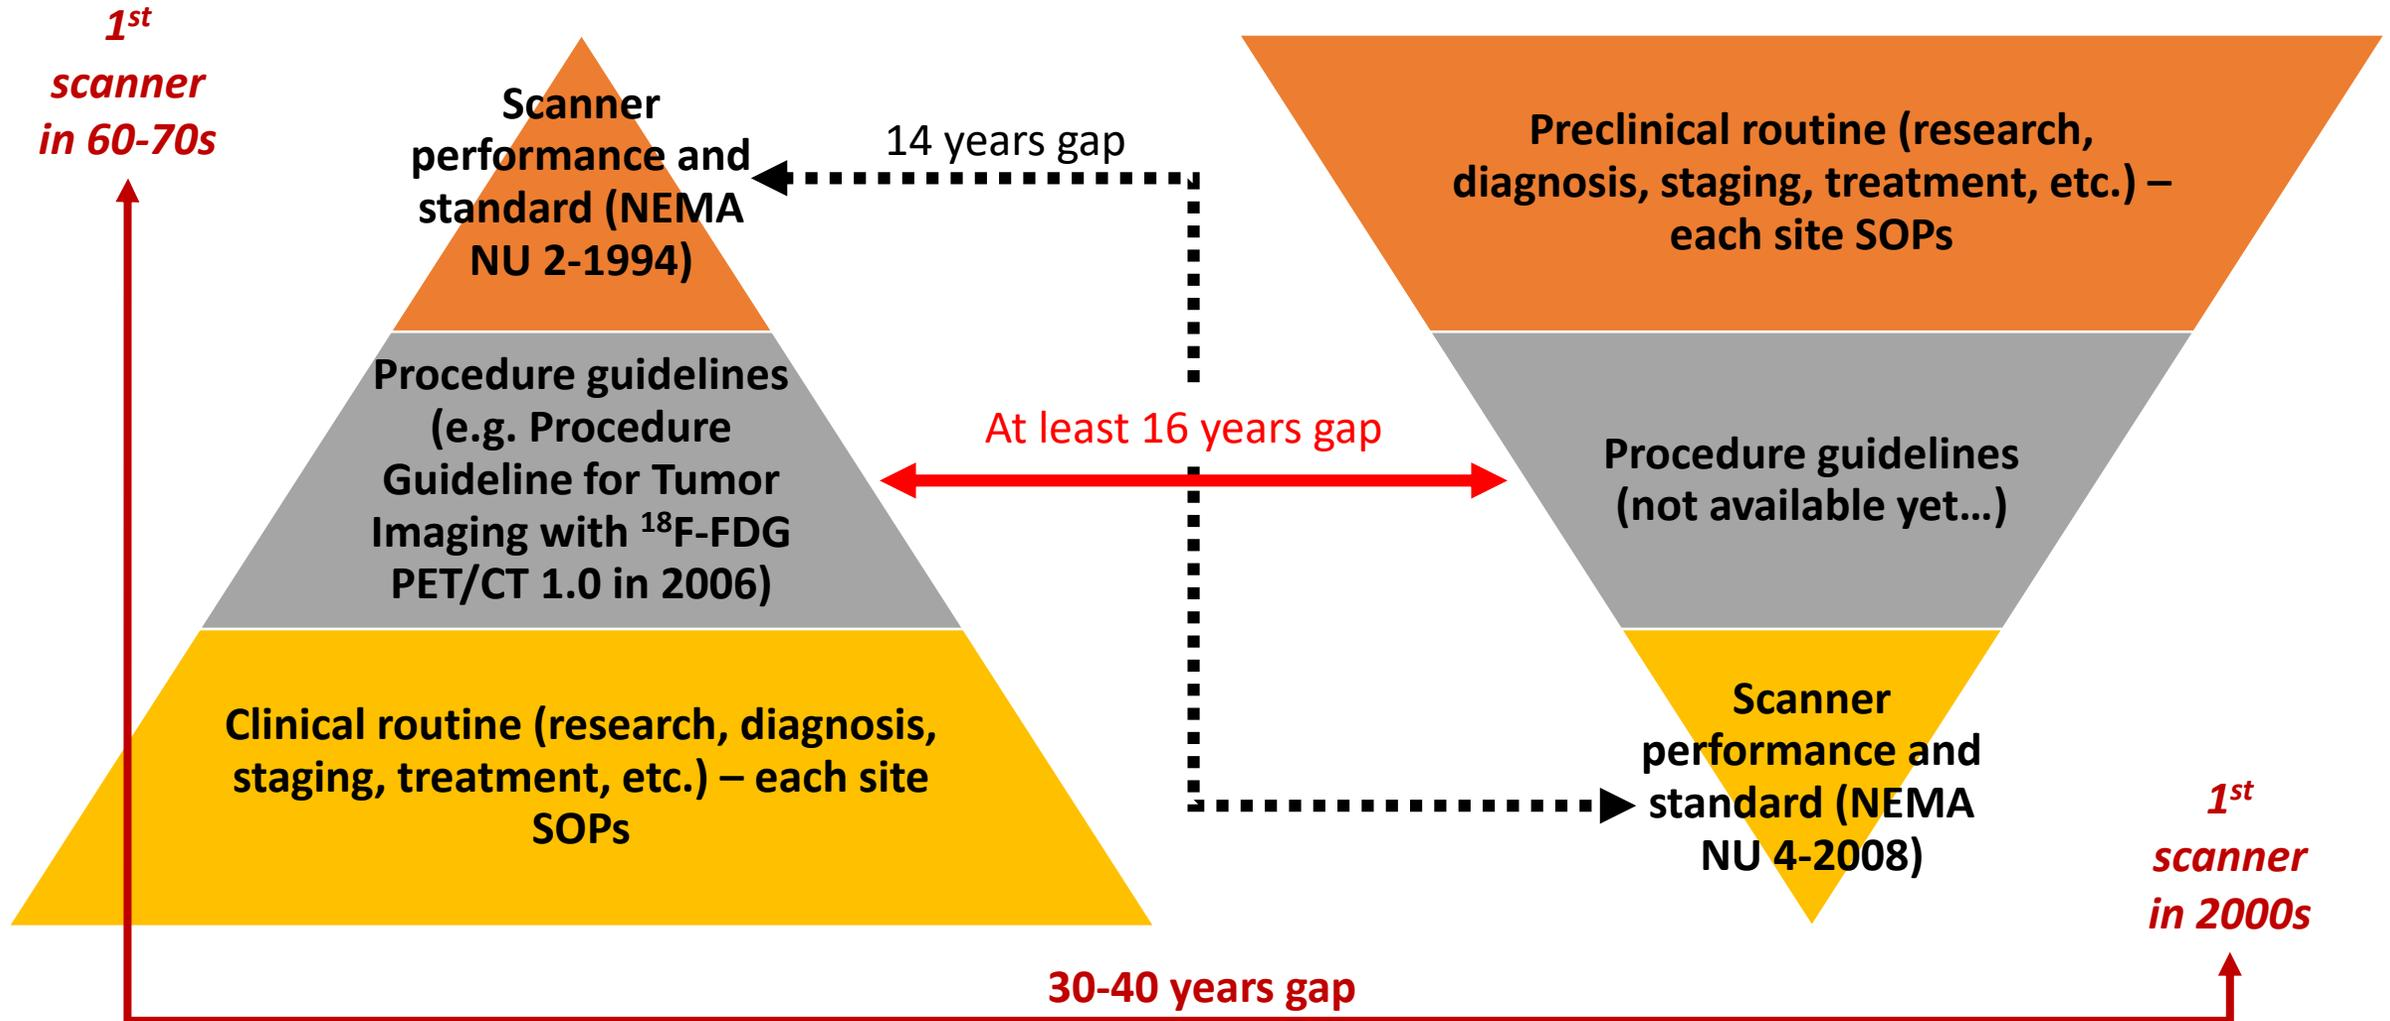 1st
scanner
in 60-70s
Scanner
performance and
standard (NEMA
NU 2-1994)
14 years gap
Preclinical routine (research,
diagnosis, staging, treatment, etc.) –
each site SOPs
Procedure guidelines
(e.g. Procedure
Guideline for Tumor
Imaging with ¹⁸F-FDG
PET/CT 1.0 in 2006)
At least 16 years gap
Procedure guidelines
(not available yet...)
Clinical routine (research, diagnosis,
staging, treatment, etc.) – each site
SOPs
Scanner
performance and
standard (NEMA
NU 4-2008)
1st
scanner
in 2000s
30-40 years gap